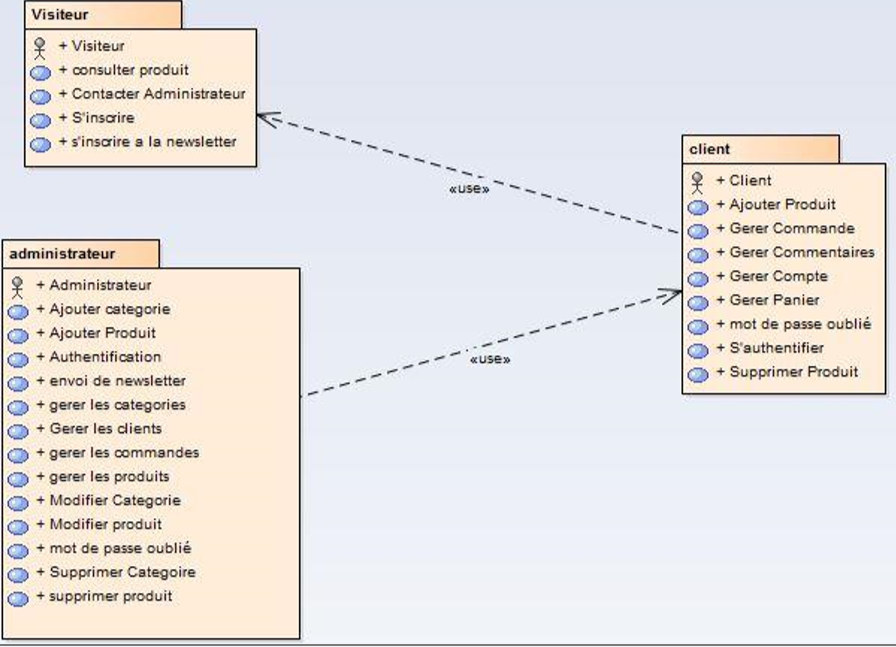 Visiteur
+ Visiteur
+ consulter produit
+ Contacter Administrateur
+ S'inscrire
+ s'inscrire a la newsletter
«use»
client
+ Client
+ Ajouter Produit
+ Gerer Commande
+ Gerer Commentaires
+ Gerer Compte
+ Gerer Panier
+ mot de passe oublié
+ S'authentifier
+ Supprimer Produit
administrateur
+ Administrateur
+ Ajouter categorie
+ Ajouter Produit
+ Authentification
+ envoi de newsletter
+ gerer les categories
+ Gerer les clients
+ gerer les commandes
+ gerer les produits
+ Modifier Categorie
+ Modifier produit
+ mot de passe oublié
+ Supprimer Categoire
+ supprimer produit
«use»